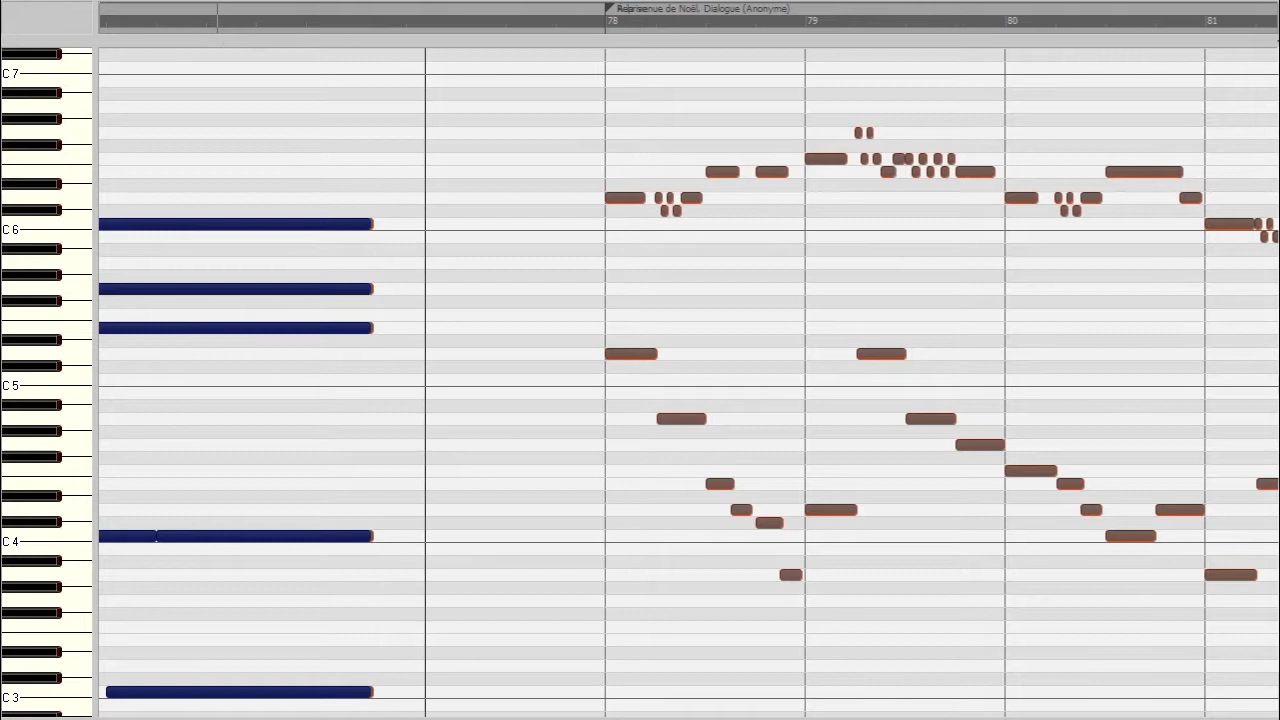 enue de Noël, Dialogue (Anonyme)
78
79
80
81
C 7
C 6
C 5
C 4
C 3